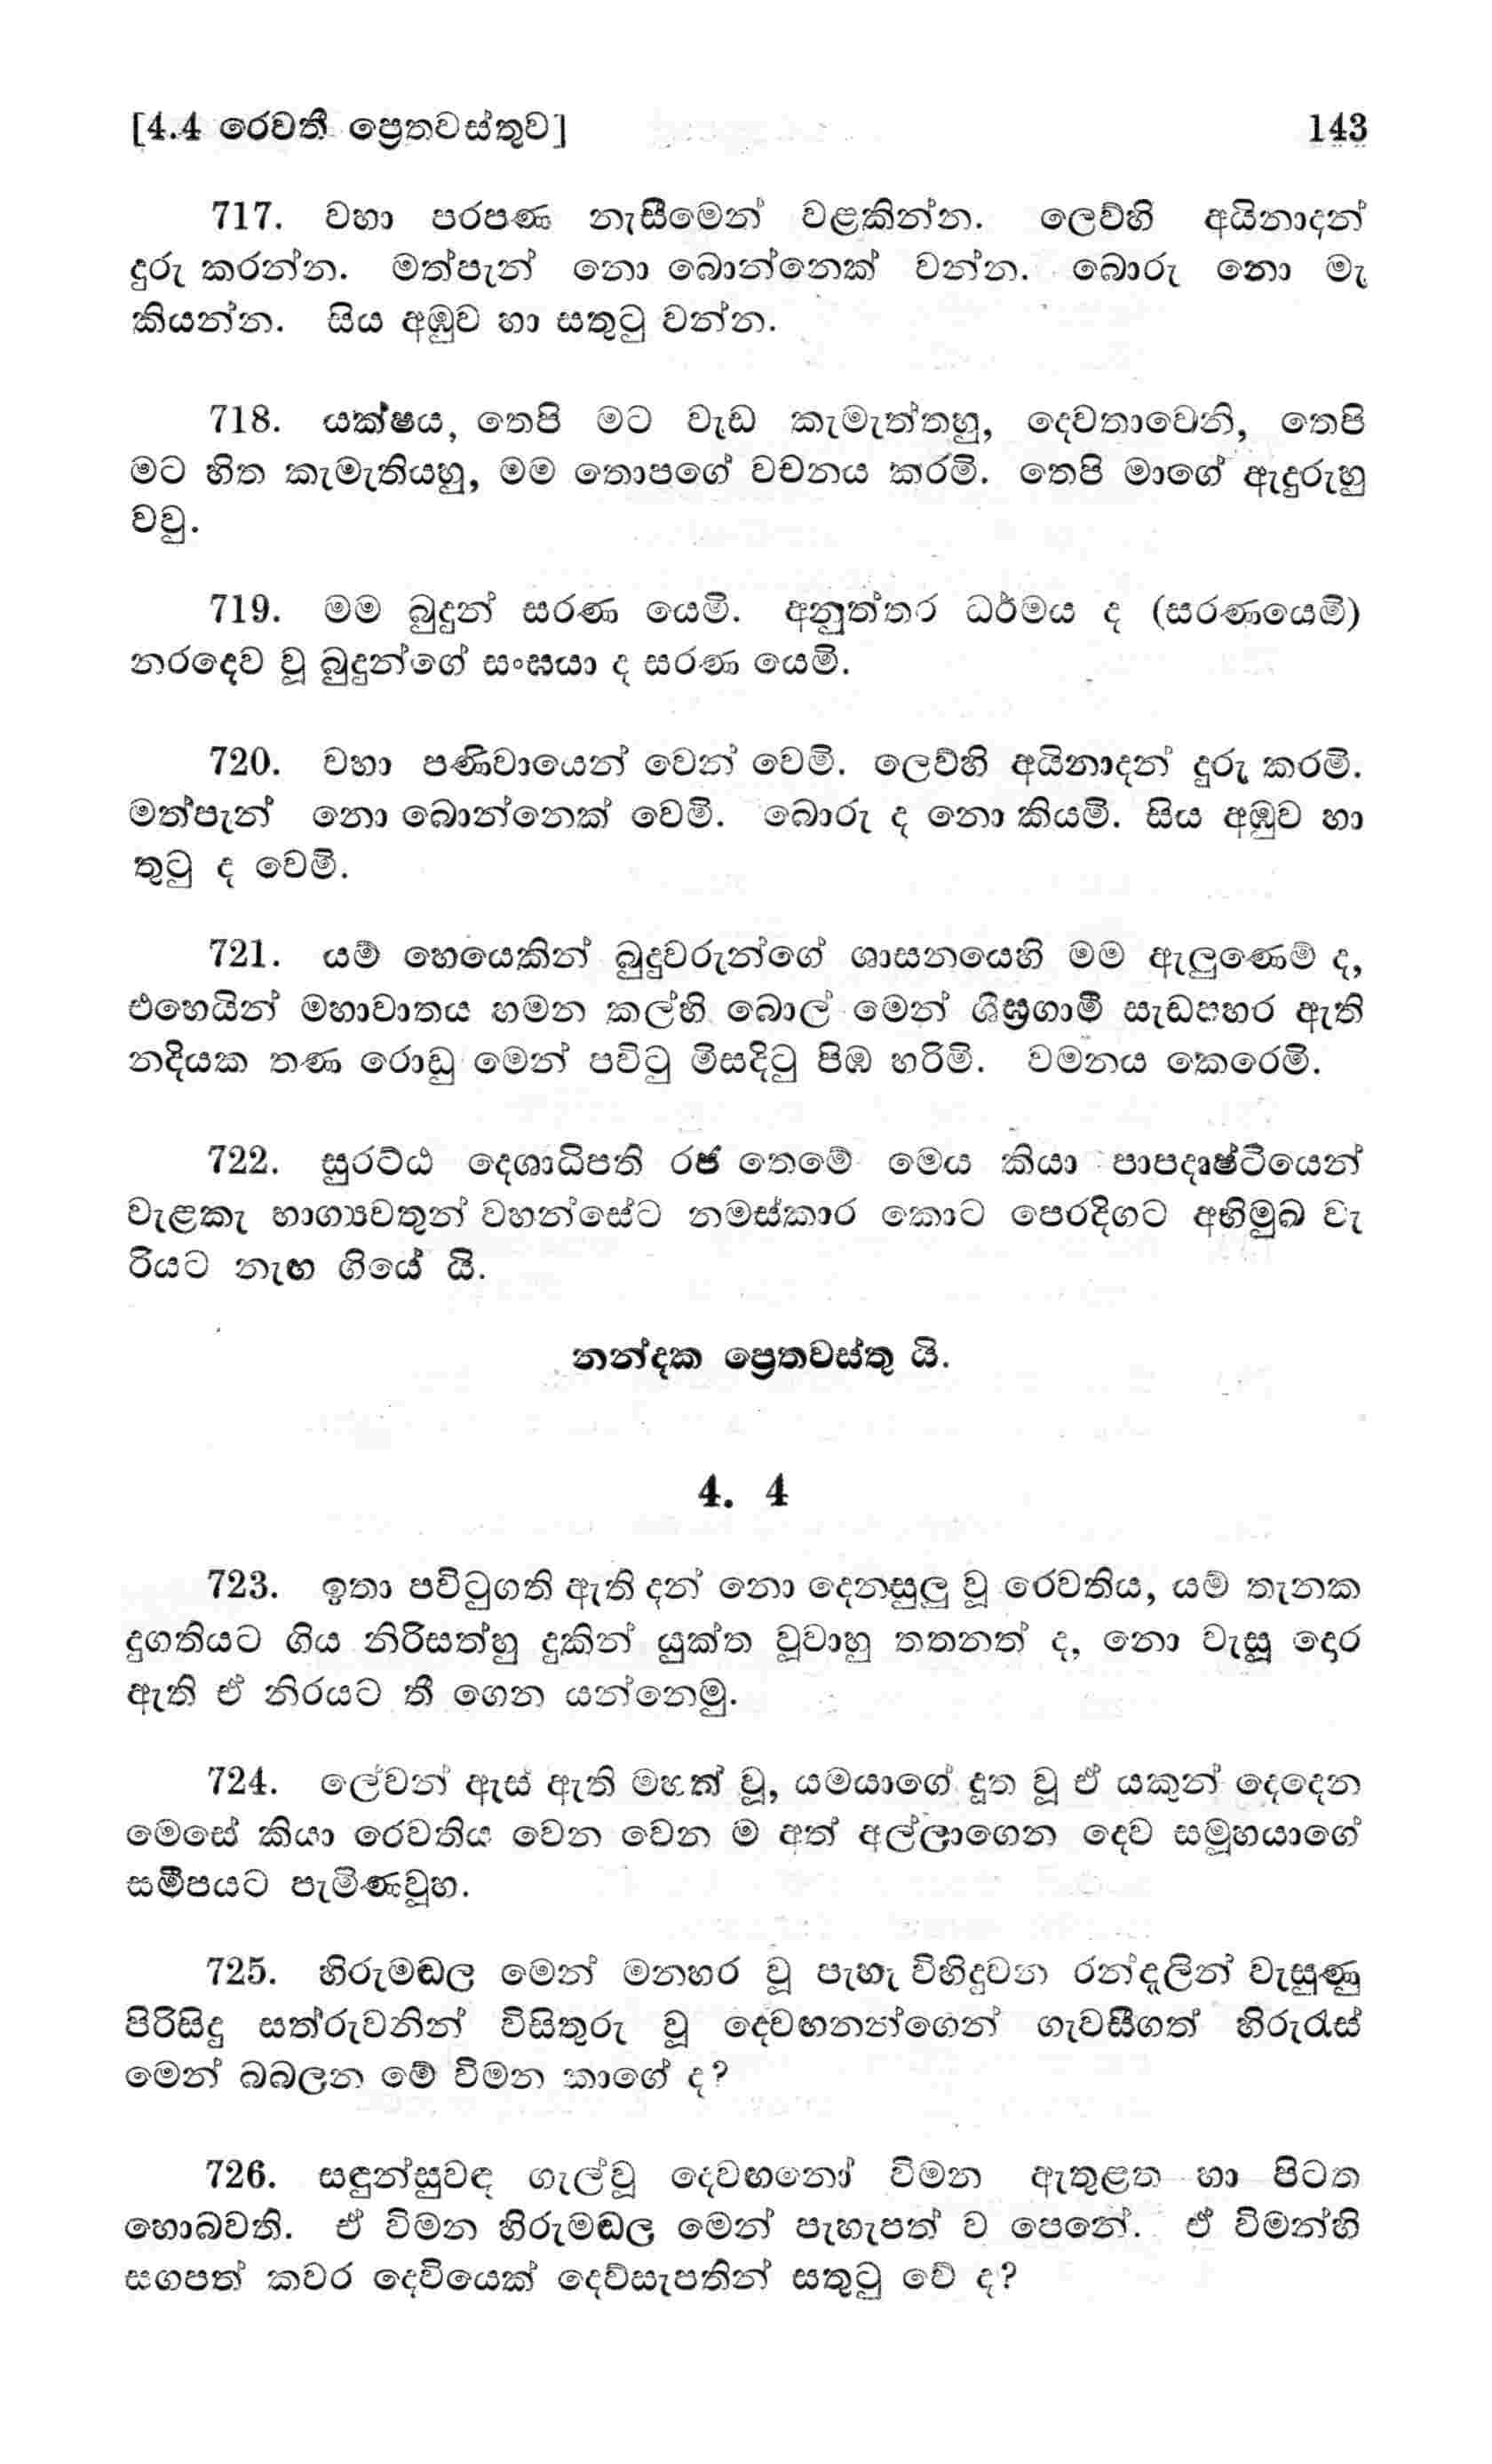 [4.4 රෙවතී ප්‍රෙතවස්තුව] 143
717. වහා පරපණ නැසීමෙන් වළකින්න. ලෙව්හි අයිනාදන්
දුරු කරන්න. මත්පැන් නො බොන්නෙක් වන්න. බොරු නො මැ
කියන්න. සිය අඹුව හා සතුටු වන්න.
718. යක්ෂය, තෙපි මට වැඩ කැමැත්තහු, දෙවතාවෙනි, තෙපි
මට හිත කැමැතියහු, මම තොපගේ වචනය කරමි. තෙපි මාගේ ඇදුරුහු
වවු.
719. මම බුදුන් සරණ යෙමි. අනුත්තර ධර්මය ද (සරණයෙමි)
නරදෙව වූ බුදුන්ගේ සංඝයා ද සරණ යෙමි.
720. වහා පණිවායෙන් වෙන් වෙමි. ලෙව්හි අයිනාදන් දුරු කරමි.
මත්පැන් නො බොන්නෙක් වෙමි. බොරු ද නො කියමි. සිය අඹුව හා
තුටු ද වෙමි.
721. යම් හෙයෙකින් බුදුවරුන්ගේ ශාසනයෙහි මම ඇලුණෙම් ද,
එහෙයින් මහාවාතය හමන කල්හි බොල් මෙන් ශීඝ්‍රගාමී සැඩපහර ඇති
නදියක තණ රොඩු මෙන් පවිටු මිසදිටු පිඹ හරිමි. වමනය කෙරෙමි.
722. සුරට්ඨ දෙශාධිපති රජ තෙමේ මෙය කියා පාපදෘෂ්ටියෙන්
වැළකැ භාග්‍යවතුන් වහන්සේට නමස්කාර කොට පෙරදිගට අභිමුඛ වැ
රියට නැඟ ගියේ යි.
නන්දක ප්‍රෙතවස්තු යි.
4. 4
723. ඉතා පවිටුගති ඇති දන් නො දෙනසුලු වූ රෙවතිය, යම් තැනක
දුගතියට ගිය නිරිසත්හු දුකින් යුක්ත වූවාහු තතනත් ද, නො වැසූ දොර
ඇති ඒ නිරයට තී ගෙන යන්නෙමු.
724. ලේවන් ඇස් ඇති මහත් වූ, යමයාගේ දූත වූ ඒ යකුන් දෙදෙන
මෙසේ කියා රෙවතිය වෙන වෙන ම අත් අල්ලාගෙන දෙව සමූහයාගේ
සමීපයට පැමිණවූහ.
725. හිරුමඬල මෙන් මනහර වූ පැහැ විහිදුවන රන්දැලින් වැසුණු
පිරිසිදු සත්රුවනින් විසිතුරු වූ දෙවඟනන්ගෙන් ගැවසීගත් හිරුරැස්
මෙන් බබලන මේ විමන කාගේ ද?
726. සඳුන්සුවඳ ගැල්වූ දෙවඟනෝ විමන ඇතුළත හා පිටත
හොබවති. ඒ විමන හිරුමඬල මෙන් පැහැපත් ව පෙනේ. ඒ විමන්හි
සගපත් කවර දෙවියෙක් දෙව්සැපතින් සතුටු වේ ද?